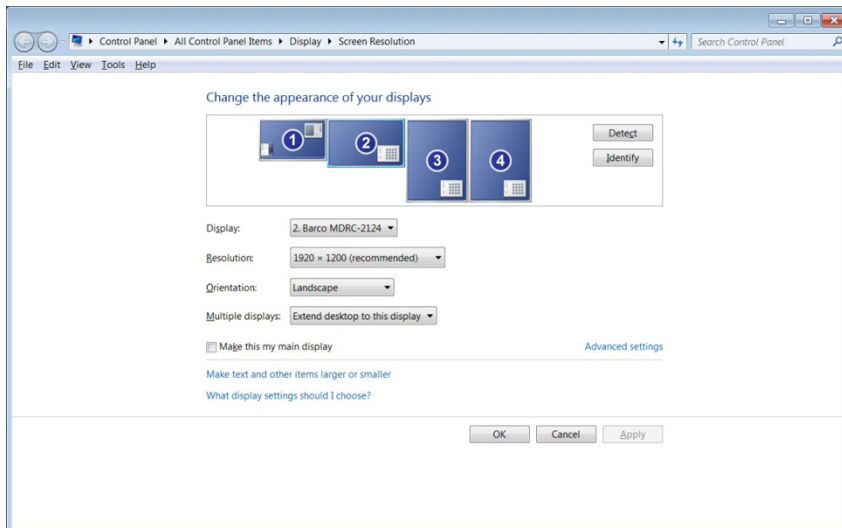 Control Panel ▸ All Control Panel Items ▸ Display ▸ Screen Resolution
Search Control Panel
File Edit View Tools Help
Change the appearance of your displays
1 2 3 4
Detect
Identify
Display: 2. Barco MDRC-2124
Resolution: 1920 × 1200 (recommended)
Orientation: Landscape
Multiple displays: Extend desktop to this display
Make this my main display Advanced settings
Make text and other items larger or smaller
What display settings should I choose?
OK Cancel Apply